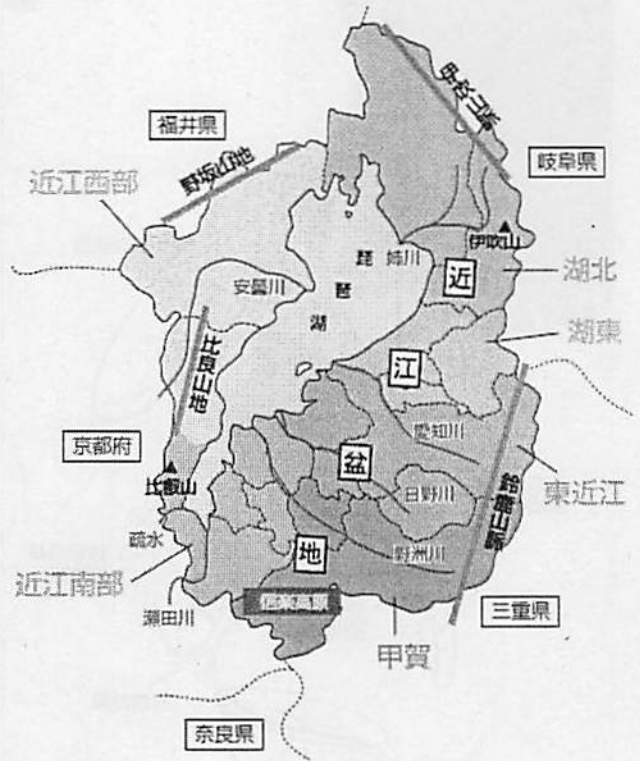 福井県
野坂山地
岐阜県
近江西部
伊吹山
湖北
琵琶湖
姉川
安曇川
湖東
比良山地
近江盆地
愛知川
京都府
比叡山
日野川
東近江
鈴鹿山脈
疏水
野洲川
近江南部
瀬田川
三重県
甲賀
奈良県